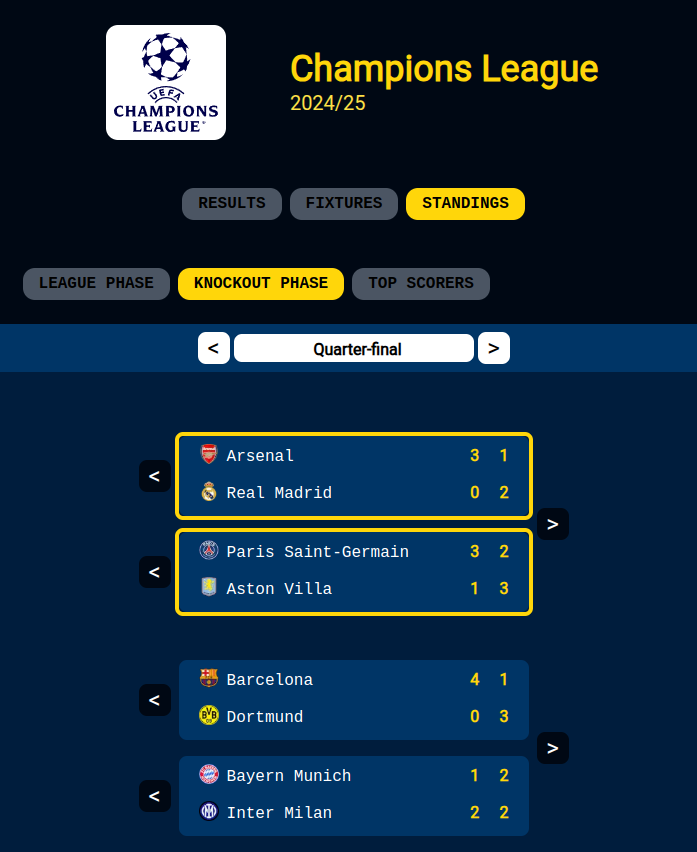 UEFA
CHAMPIONS
LEAGUE
Champions League
2024/25
RESULTS FIXTURES STANDINGS
LEAGUE PHASE KNOCKOUT PHASE TOP SCORERS
< Quarter-final >
Arsenal 3 1
<
Real Madrid 0 2
>
Paris Saint-Germain 3 2
<
Aston Villa 1 3
Barcelona 4 1
<
Dortmund 0 3
>
Bayern Munich 1 2
<
Inter Milan 2 2